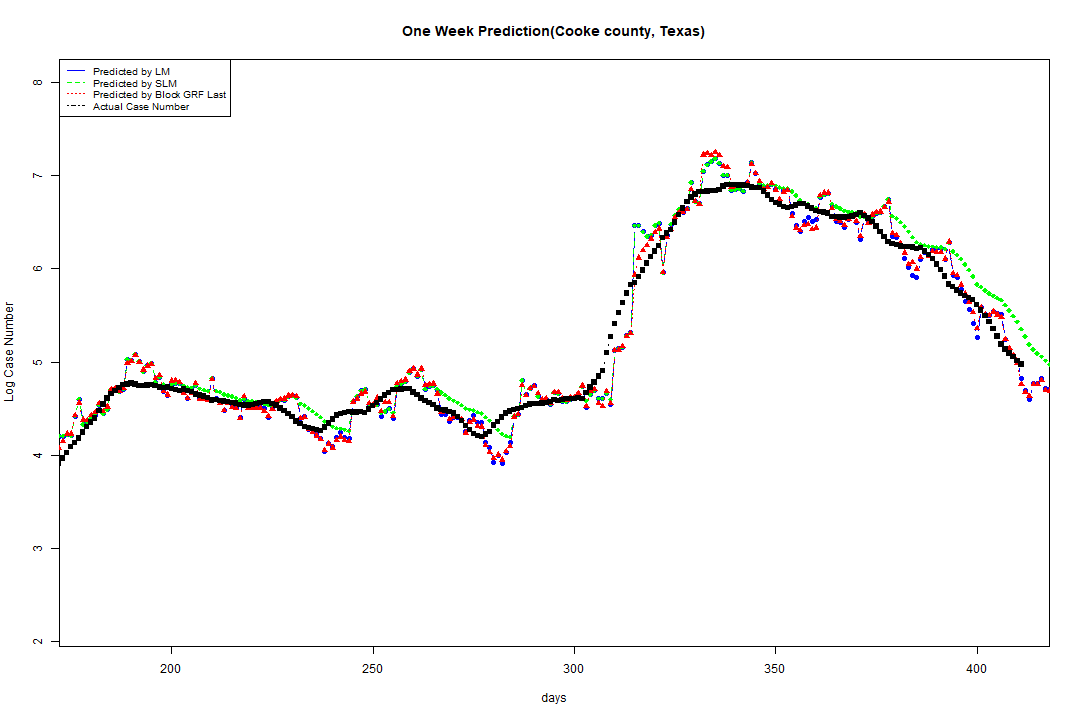 One Week Prediction(Cooke county, Texas)
Predicted by LM
Predicted by SLM
Predicted by Block GRF Last
Actual Case Number
8
7
6
5
4
3
2
Log Case Number
200
250
300
350
400
days